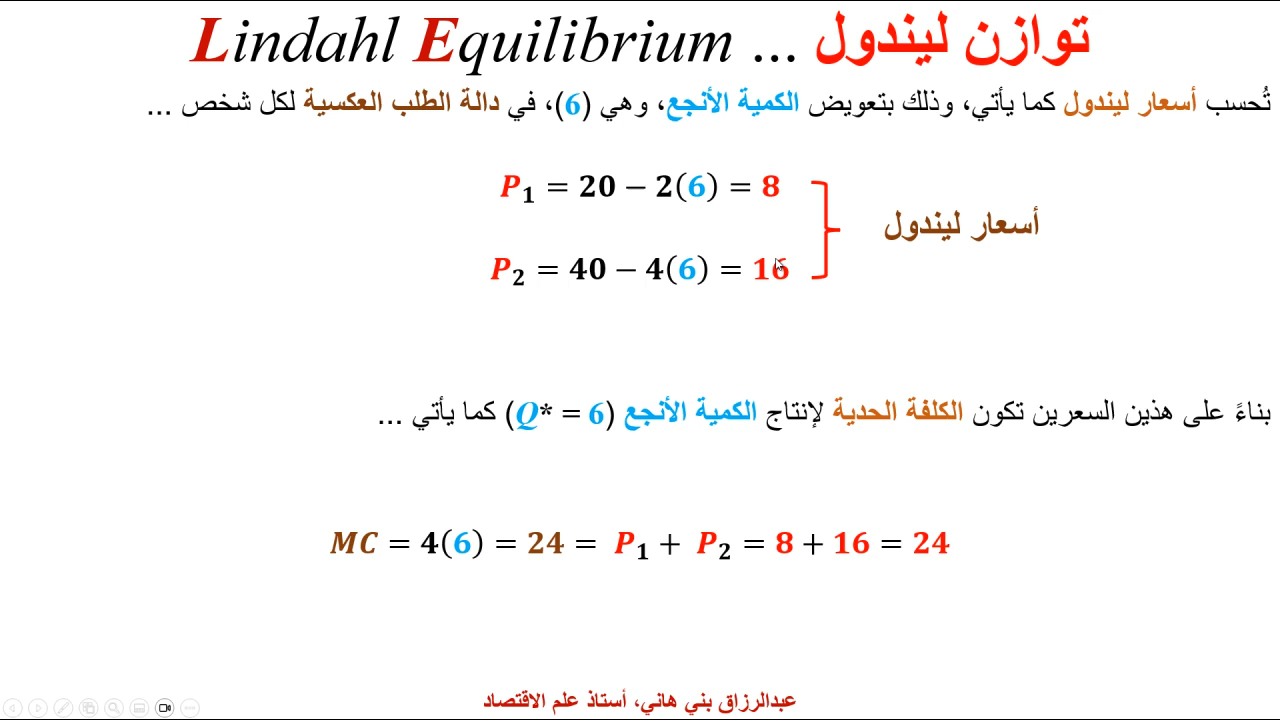 توازن ليندول ... Lindahl Equilibrium
تُحسب أسعار ليندول كما يأتي، وذلك بتعويض الكمية الأنجع، وهي (6)، في دالة الطلب العكسية لكل شخص ...
P₁ = 20 − 2(6) = 8
أسعار ليندول
P₂ = 40 − 4(6) = 16
بناءً على هذين السعرين تكون الكلفة الحدية لإنتاج الكمية الأنجع (Q* = 6) كما يأتي ...
MC = 4(6) = 24 = P₁ + P₂ = 8 + 16 = 24
عبدالرزاق بني هاني، أستاذ علم الاقتصاد